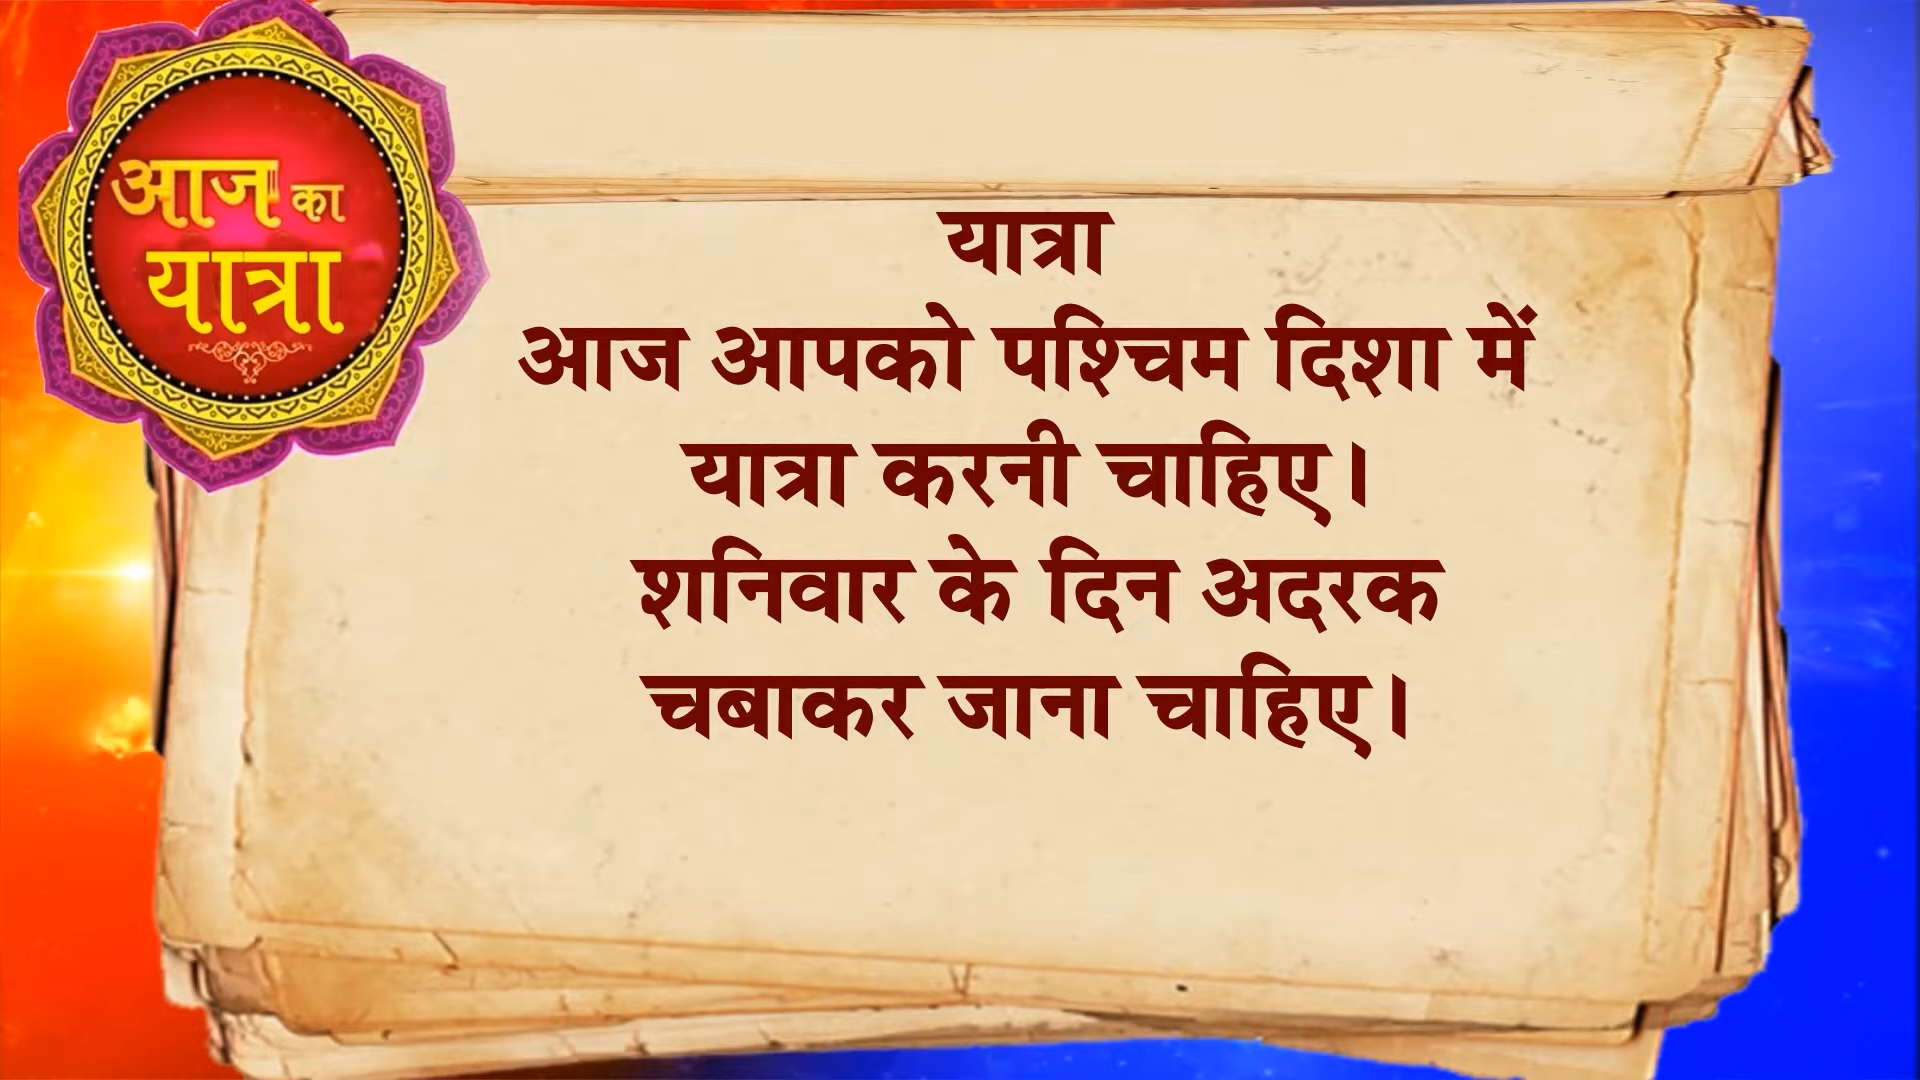 आज का
यात्रा
यात्रा
आज आपको पश्चिम दिशा में
यात्रा करनी चाहिए।
शनिवार के दिन अदरक
चबाकर जाना चाहिए।